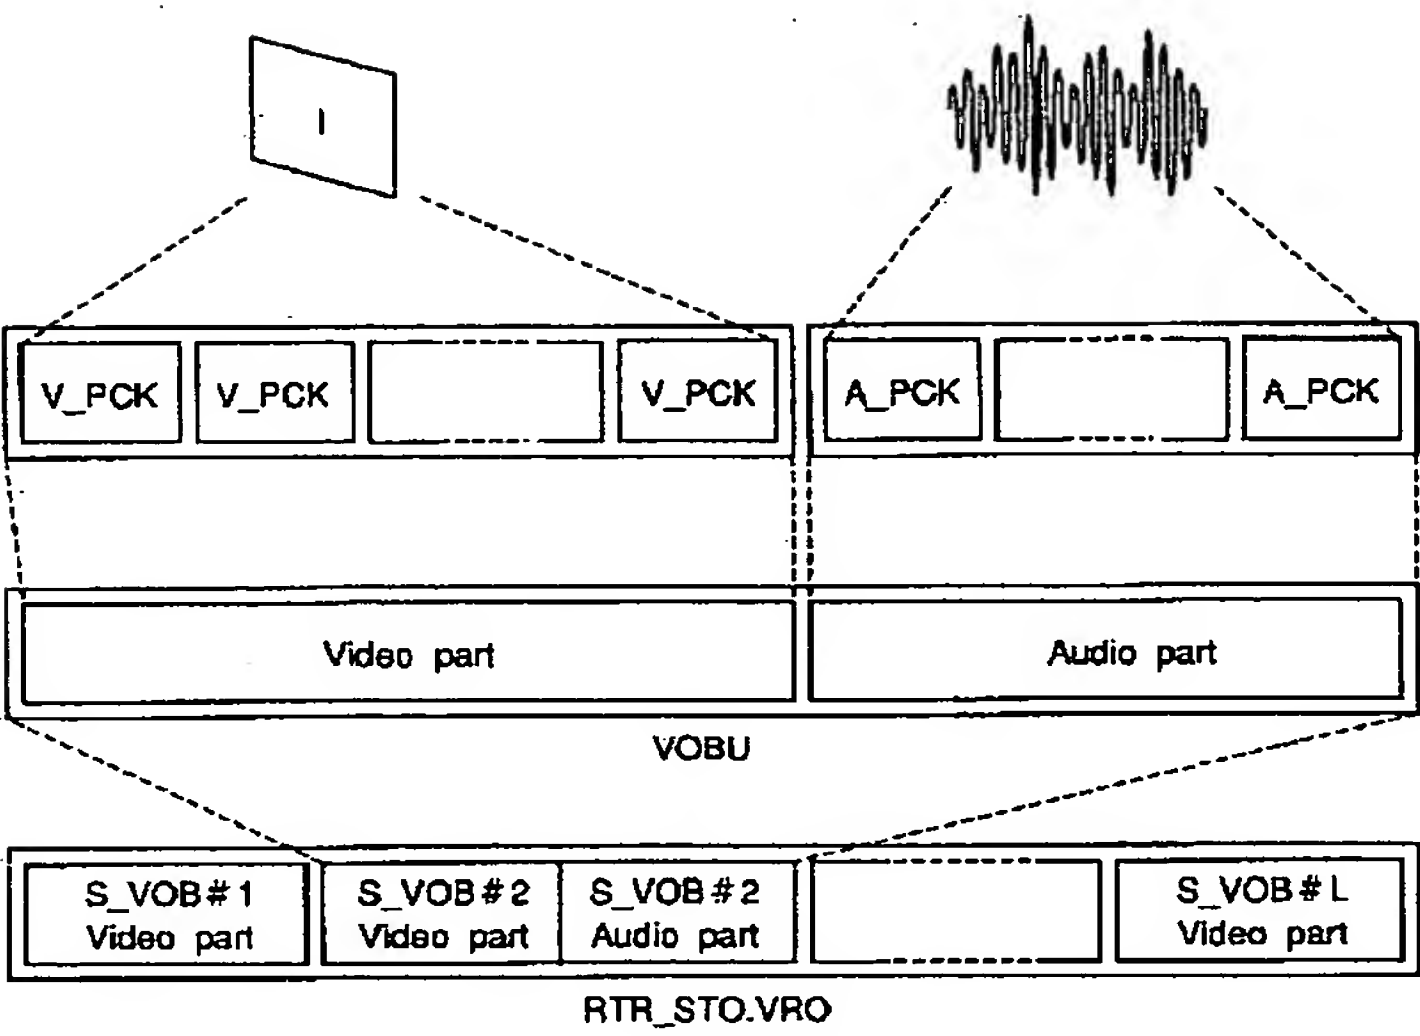 I
V_PCK V_PCK V_PCK A_PCK A_PCK
Video part Audio part
VOBU
S_VOB#1 S_VOB#2 S_VOB#2 S_VOB#L
Video part Video part Audio part Video part
RTR_STO.VRO